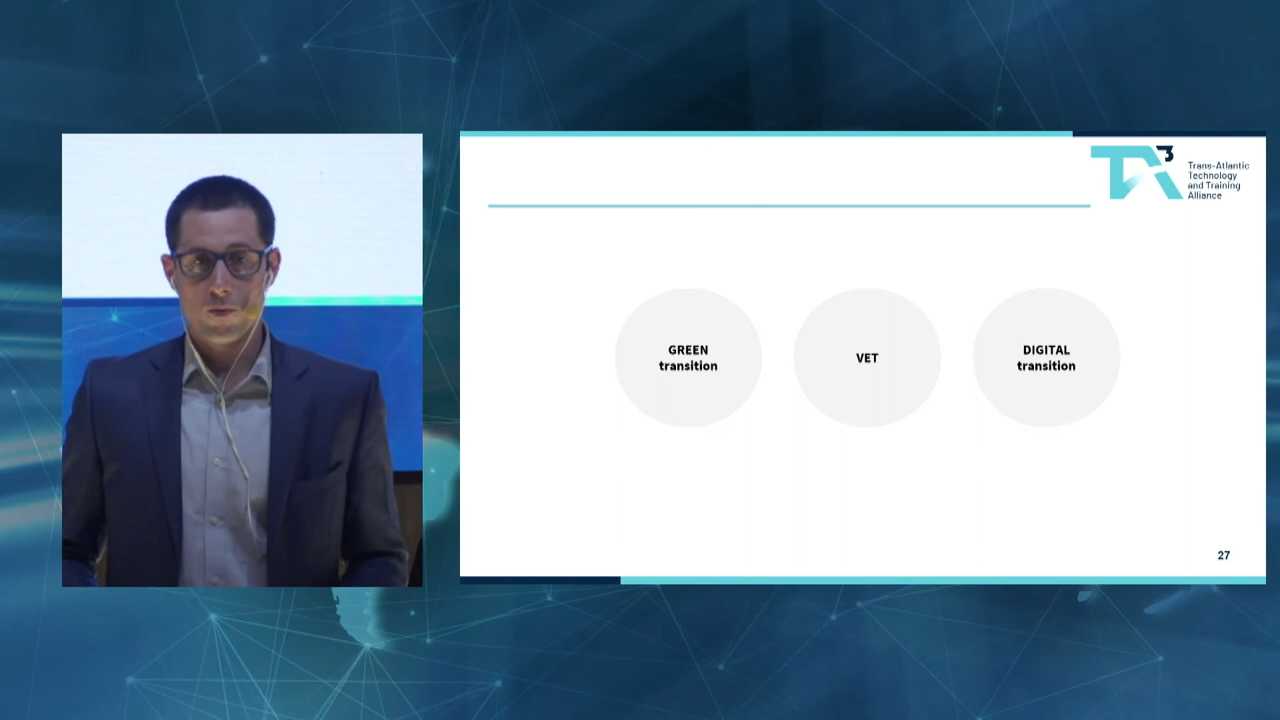 TA3
Trans-Atlantic
Technology
and Training
Alliance
GREEN
transition
VET
DIGITAL
transition
27